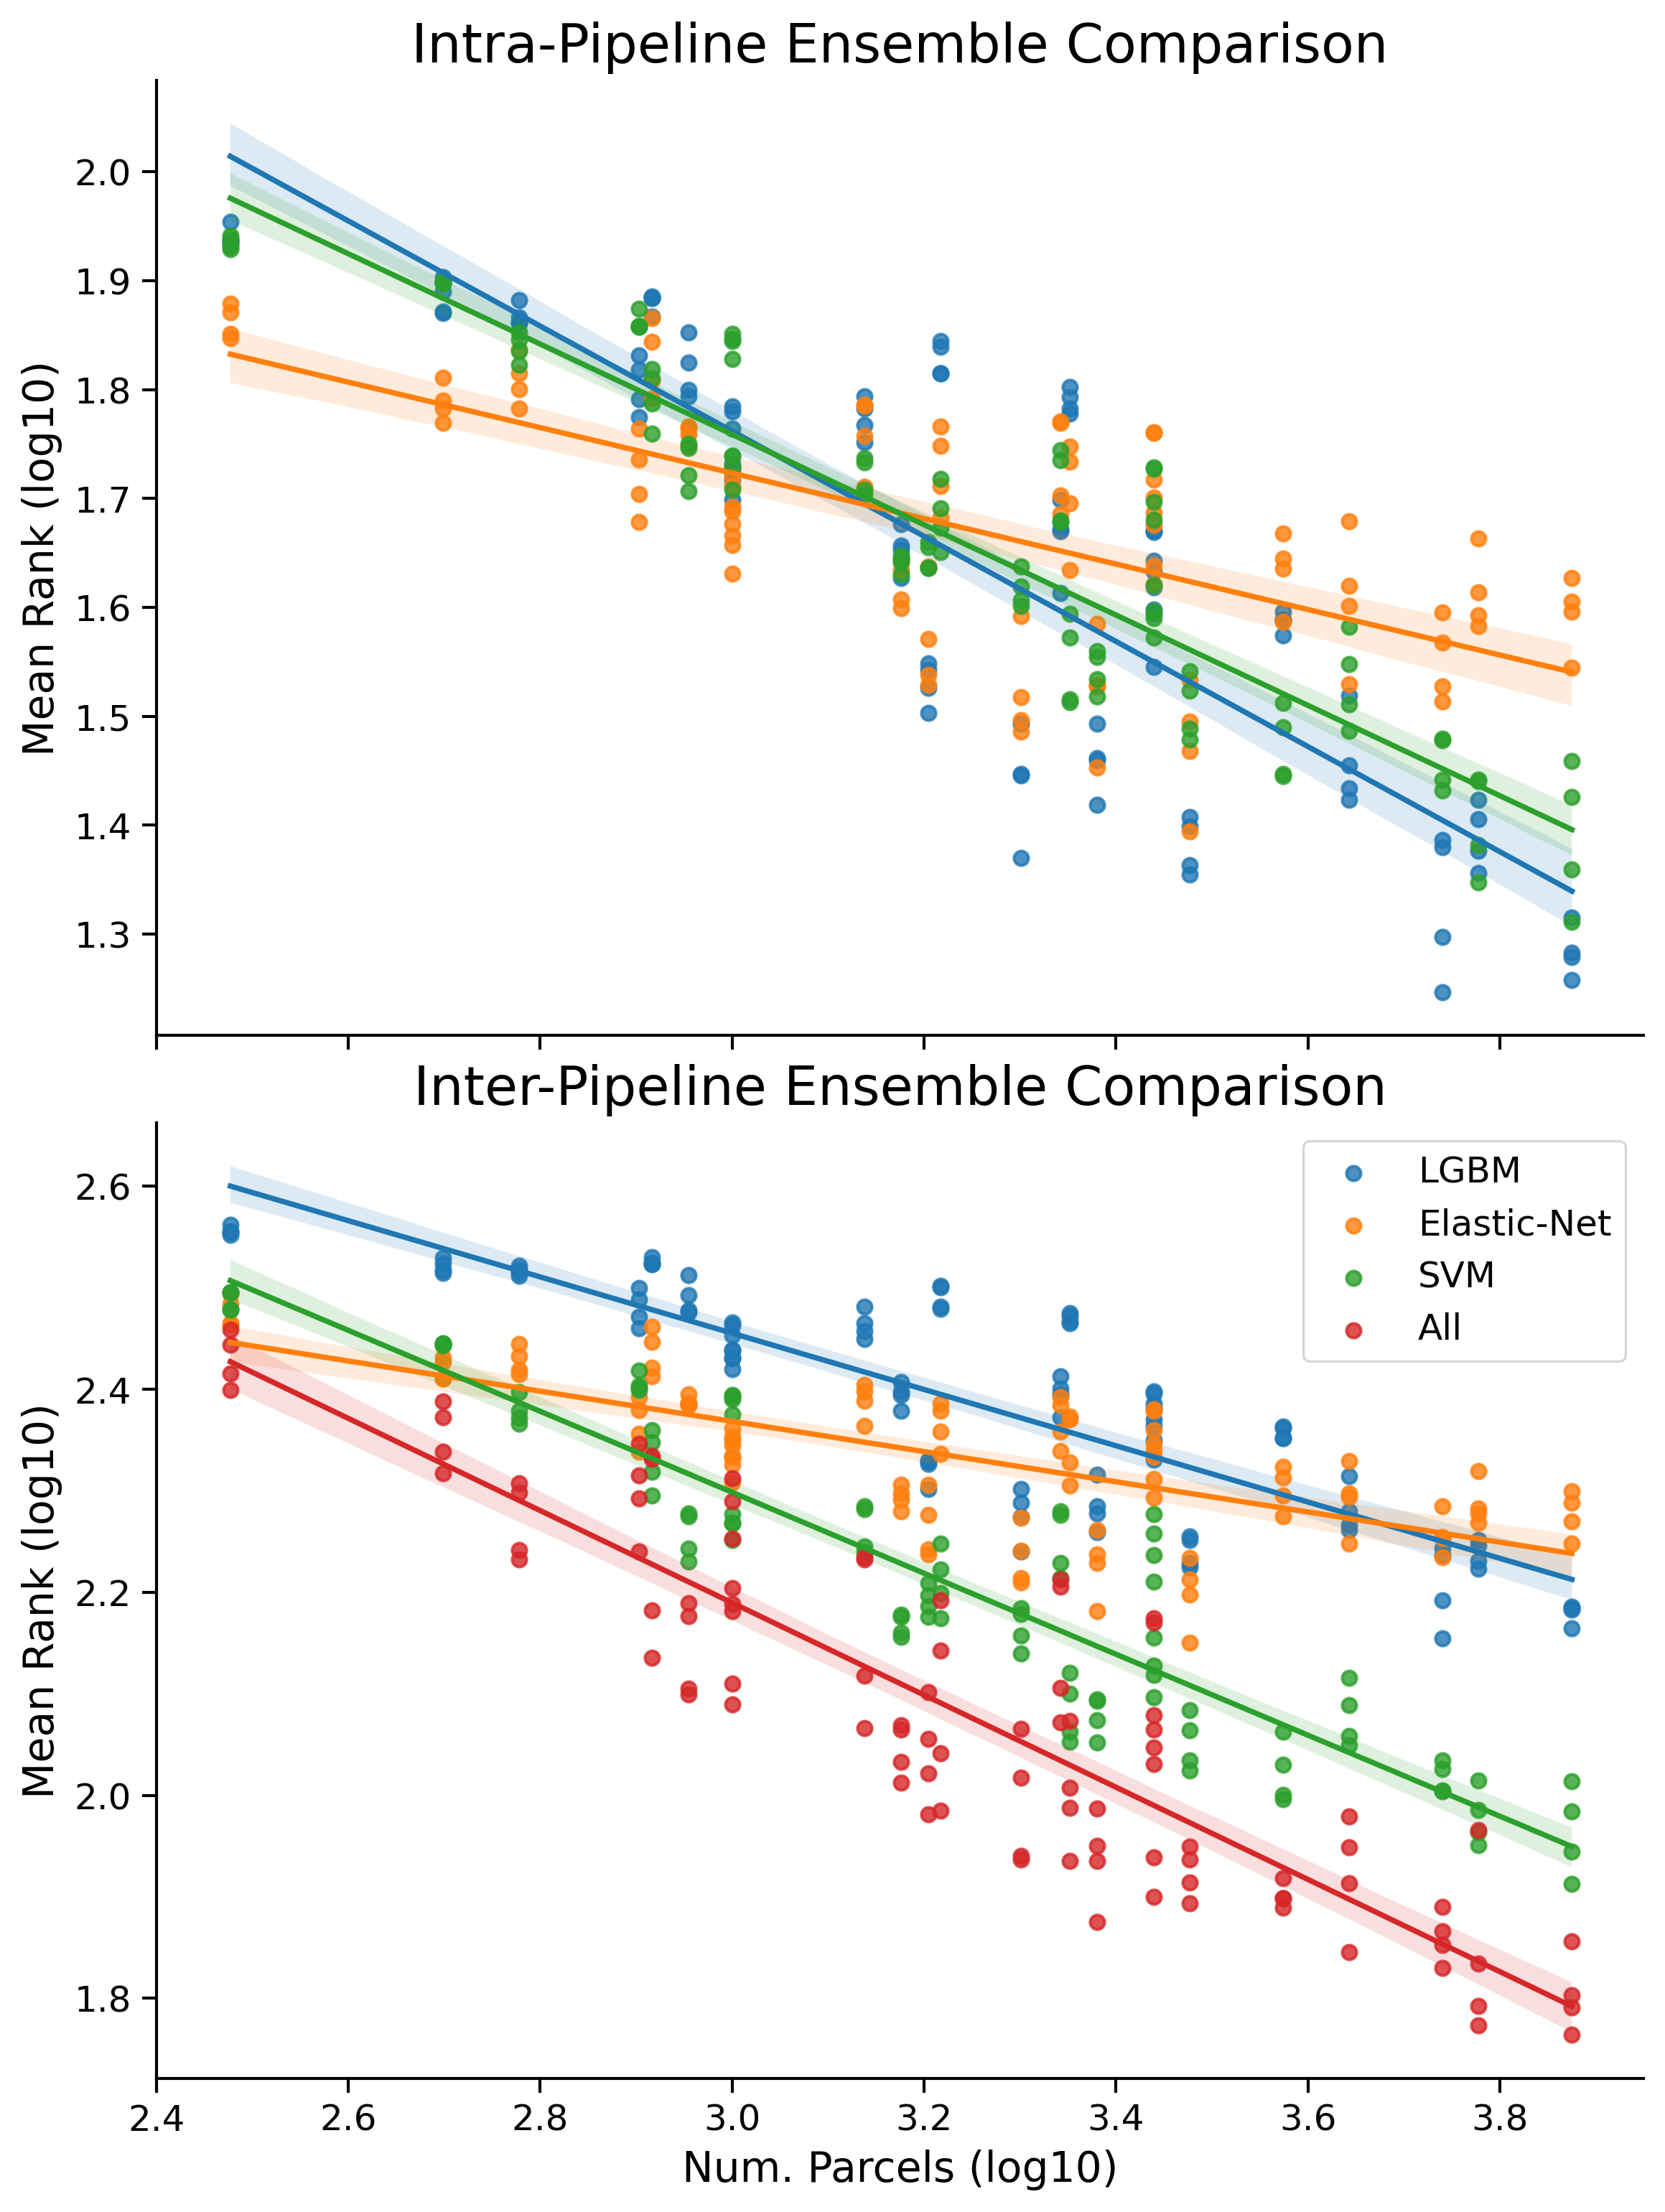 Intra-Pipeline Ensemble Comparison
Mean Rank (log10)
2.0
1.9
1.8
1.7
1.6
1.5
1.4
1.3
Inter-Pipeline Ensemble Comparison
Mean Rank (log10)
2.6
2.4
2.2
2.0
1.8
LGBM
Elastic-Net
SVM
All
2.4 2.6 2.8 3.0 3.2 3.4 3.6 3.8
Num. Parcels (log10)